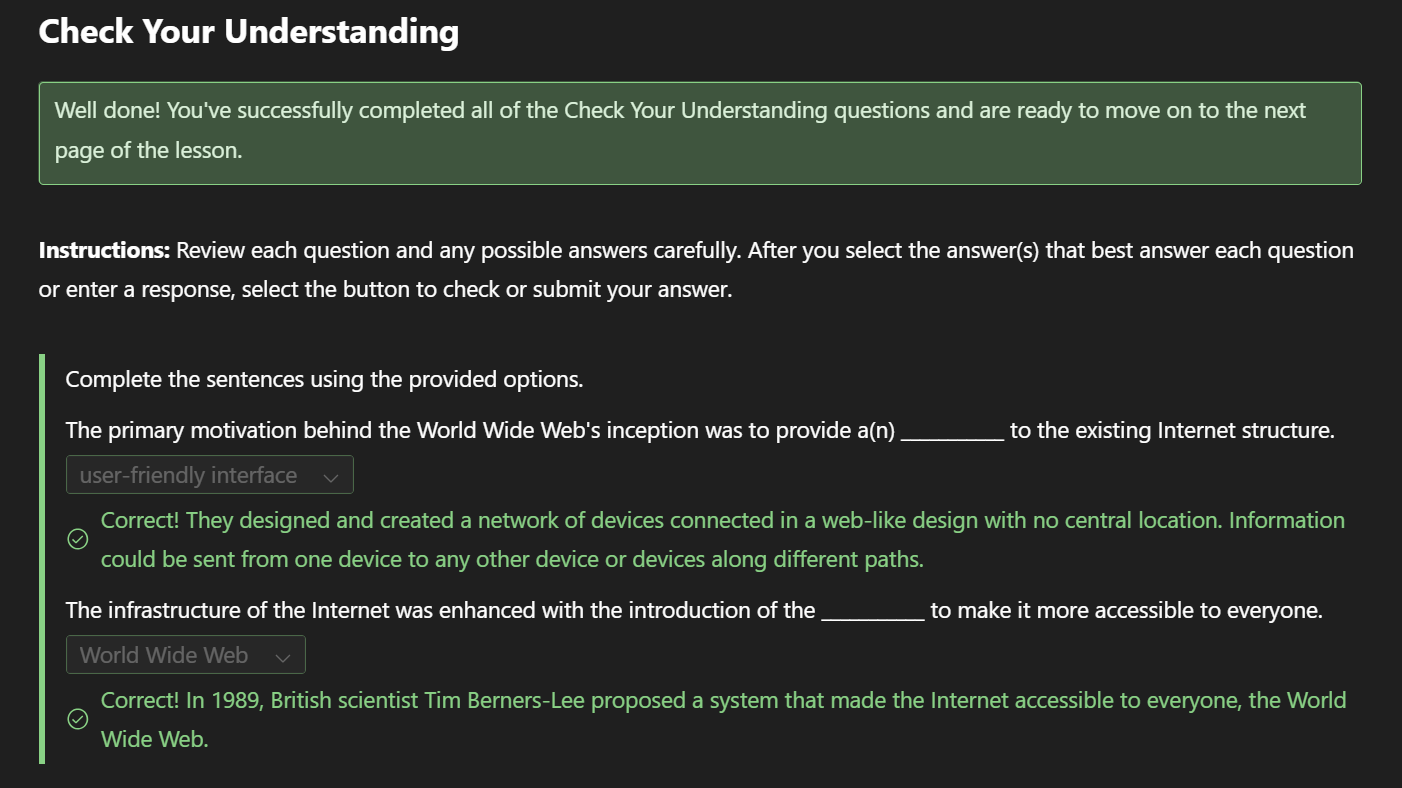 Check Your Understanding
Well done! You've successfully completed all of the Check Your Understanding questions and are ready to move on to the next
page of the lesson.
Instructions: Review each question and any possible answers carefully. After you select the answer(s) that best answer each question
or enter a response, select the button to check or submit your answer.
Complete the sentences using the provided options.
The primary motivation behind the World Wide Web's inception was to provide a(n) _________ to the existing Internet structure.
user-friendly interface
Correct! They designed and created a network of devices connected in a web-like design with no central location. Information
could be sent from one device to any other device or devices along different paths.
The infrastructure of the Internet was enhanced with the introduction of the _________ to make it more accessible to everyone.
World Wide Web
Correct! In 1989, British scientist Tim Berners-Lee proposed a system that made the Internet accessible to everyone, the World
Wide Web.